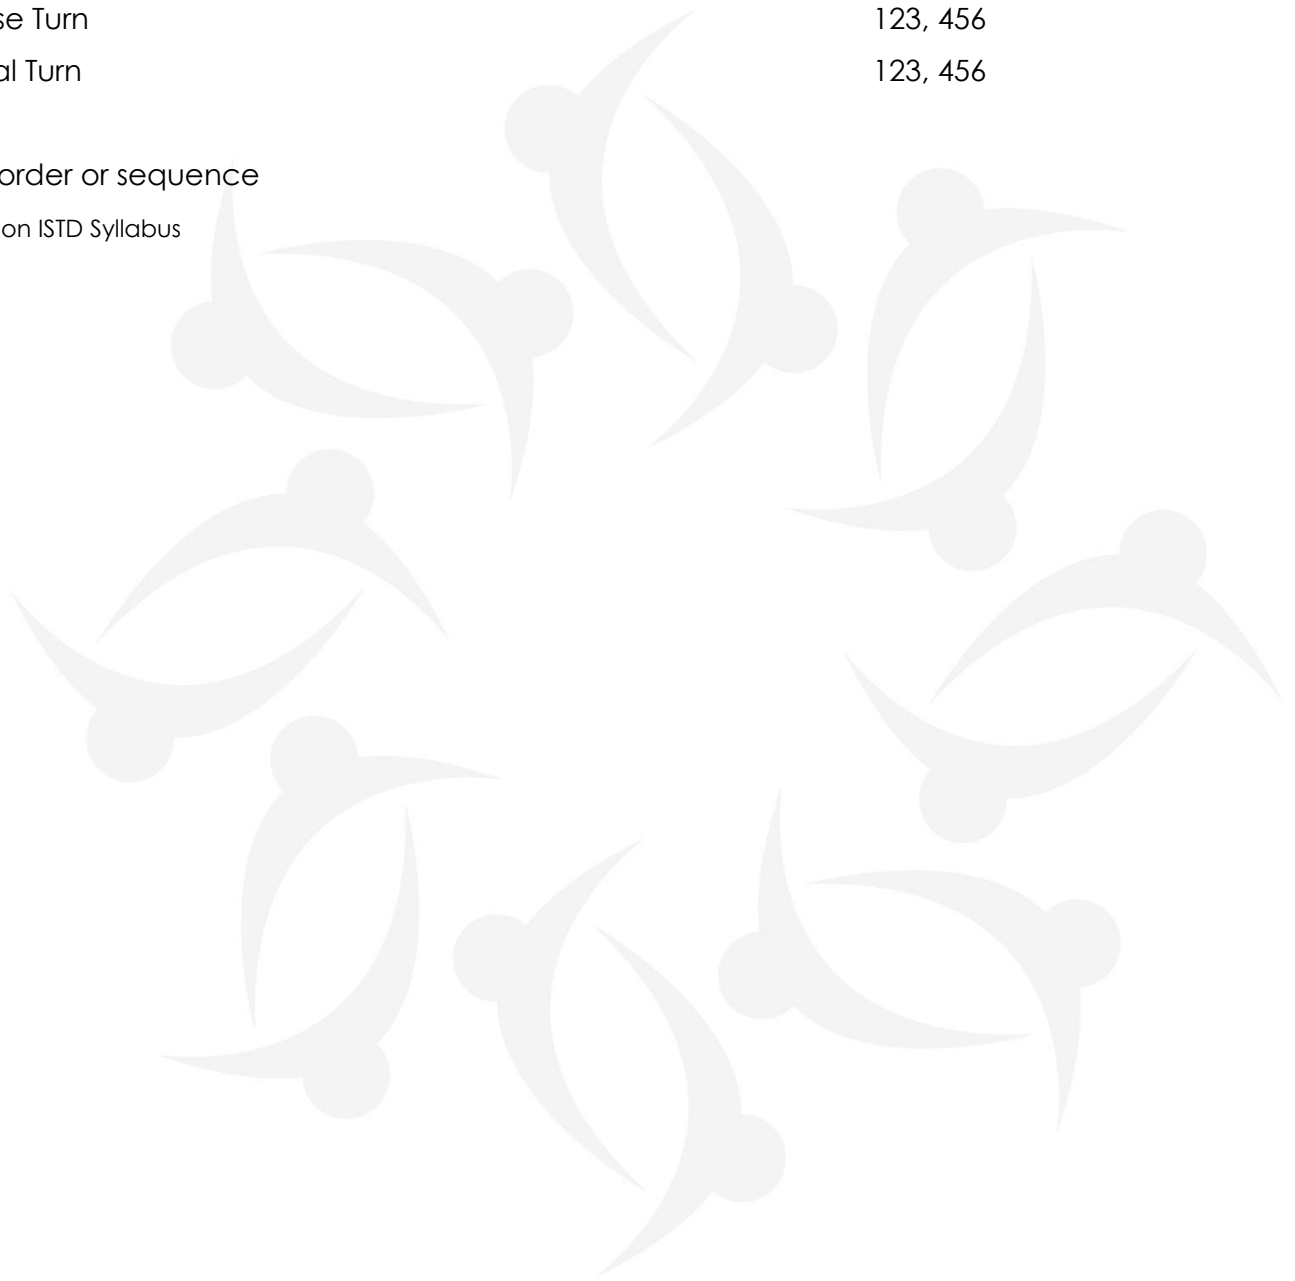 se Turn 123, 456
al Turn 123, 456
order or sequence
on ISTD Syllabus